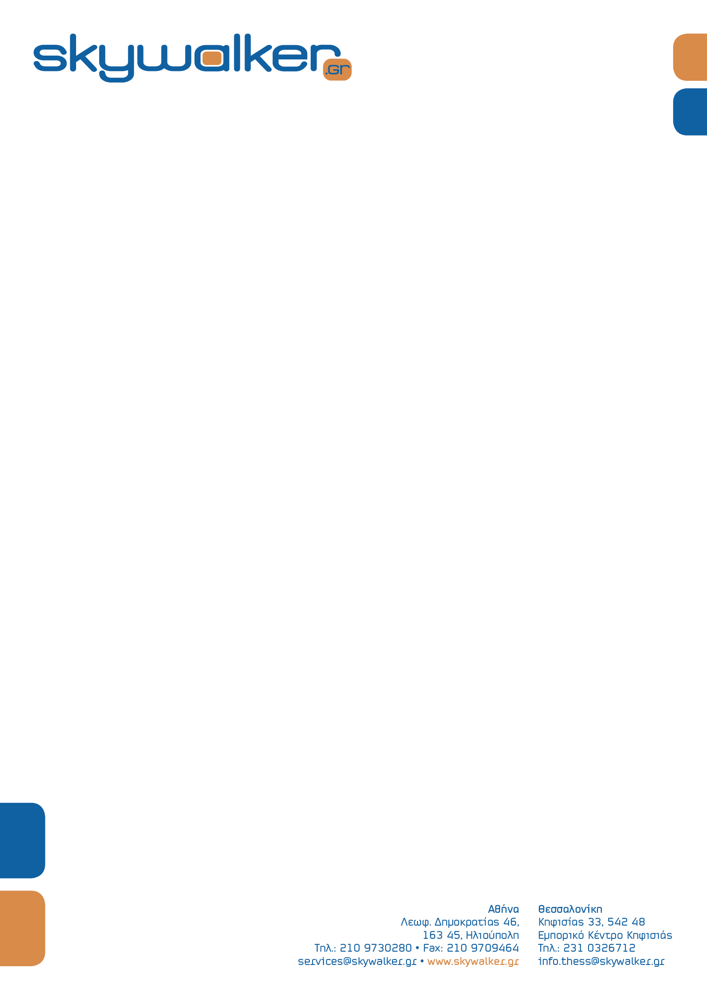 skywalker
.gr
Αθήνα
Λεωφ. Δημοκρατίας 46,
163 45, Ηλιούπολη
Τηλ.: 210 9730280 • Fax: 210 9709464
services@skywalker.gr • www.skywalker.gr
Θεσσαλονίκη
Κηφισίας 33, 542 48
Εμπορικό Κέντρο Κηφισιάς
Τηλ.: 231 0326712
info.thess@skywalker.gr